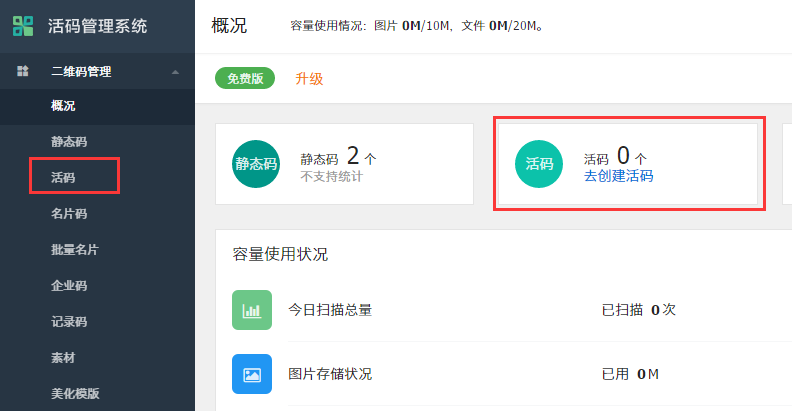 活码管理系统
二维码管理
概况
静态码
活码
名片码
批量名片
企业码
记录码
素材
美化模版
概况
容量使用情况: 图片 0M/10M, 文件 0M/20M。
免费版
升级
静态码
静态码 2 个
不支持统计
活码
活码 0 个
去创建活码
容量使用状况
今日扫描总量
已扫描 0 次
图片存储状况
已用 0 M